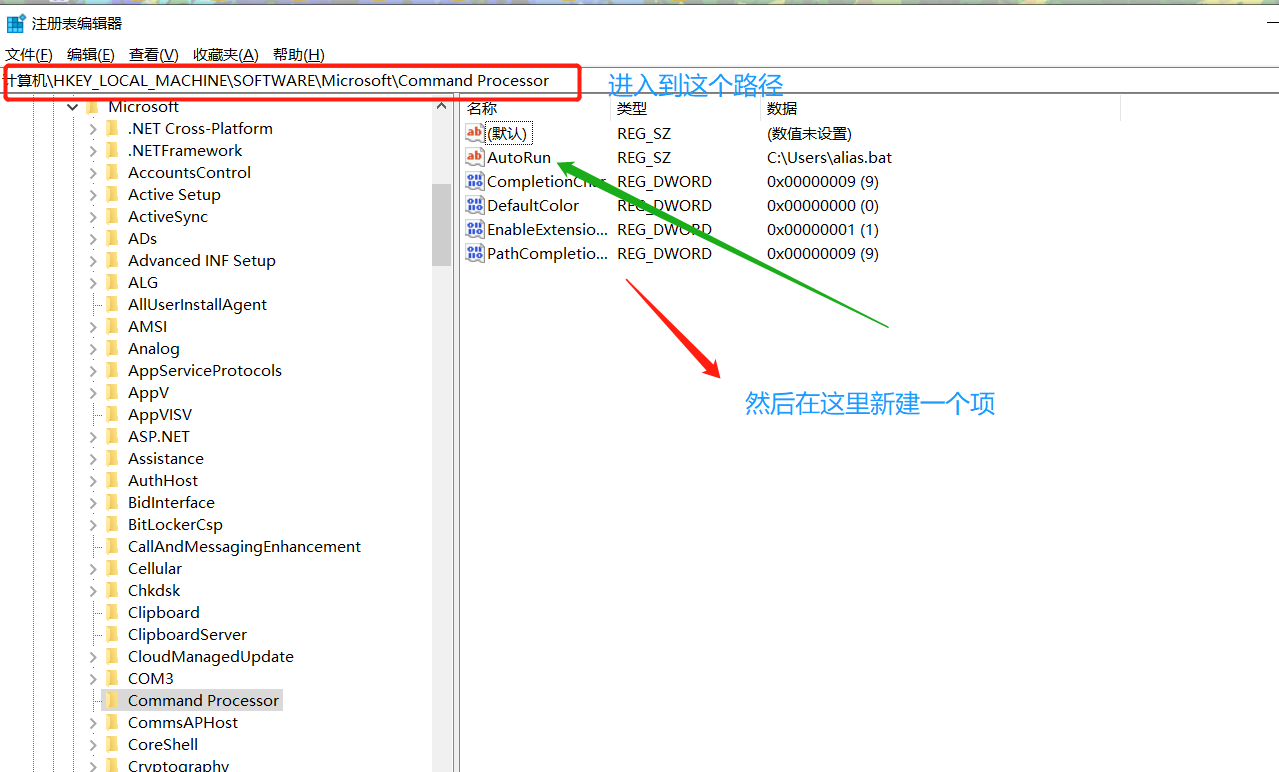 注册表编辑器
文件(F) 编辑(E) 查看(V) 收藏夹(A) 帮助(H)
计算机\HKEY_LOCAL_MACHINE\SOFTWARE\Microsoft\Command Processor
进入到这个路径
Microsoft
.NET Cross-Platform
.NETFramework
AccountsControl
Active Setup
ActiveSync
ADs
Advanced INF Setup
ALG
AllUserInstallAgent
AMSI
Analog
AppServiceProtocols
AppV
AppVISV
ASP.NET
Assistance
AuthHost
BidInterface
BitLockerCsp
CallAndMessagingEnhancement
Cellular
Chkdsk
Clipboard
ClipboardServer
CloudManagedUpdate
COM3
Command Processor
CommsAPHost
CoreShell
Cryptography
名称 类型 数据
(默认) REG_SZ (数值未设置)
AutoRun REG_SZ C:\Users\alias.bat
CompletionChar REG_DWORD 0x00000009 (9)
DefaultColor REG_DWORD 0x00000000 (0)
EnableExtensio... REG_DWORD 0x00000001 (1)
PathCompletio... REG_DWORD 0x00000009 (9)
然后在这里新建一个项